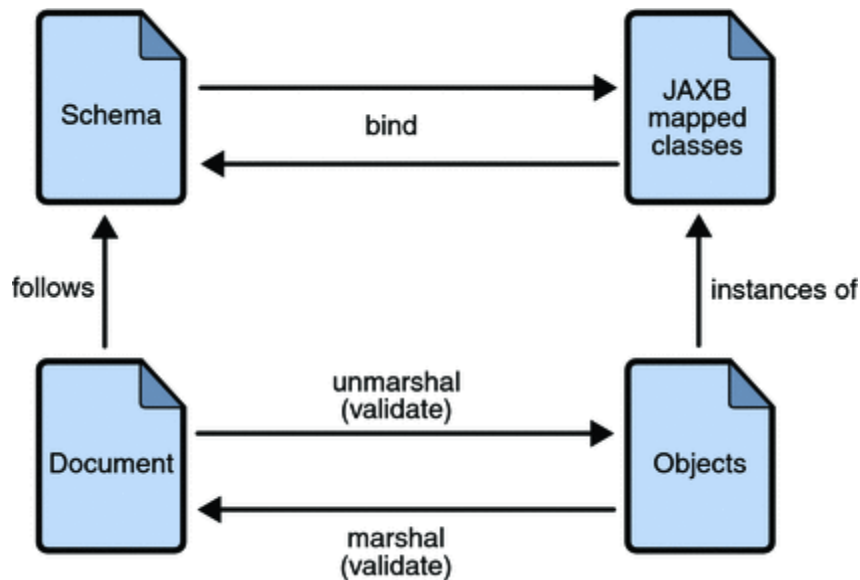 Schema
bind
JAXB
mapped
classes
follows
instances of
Document
unmarshal
(validate)
Objects
marshal
(validate)